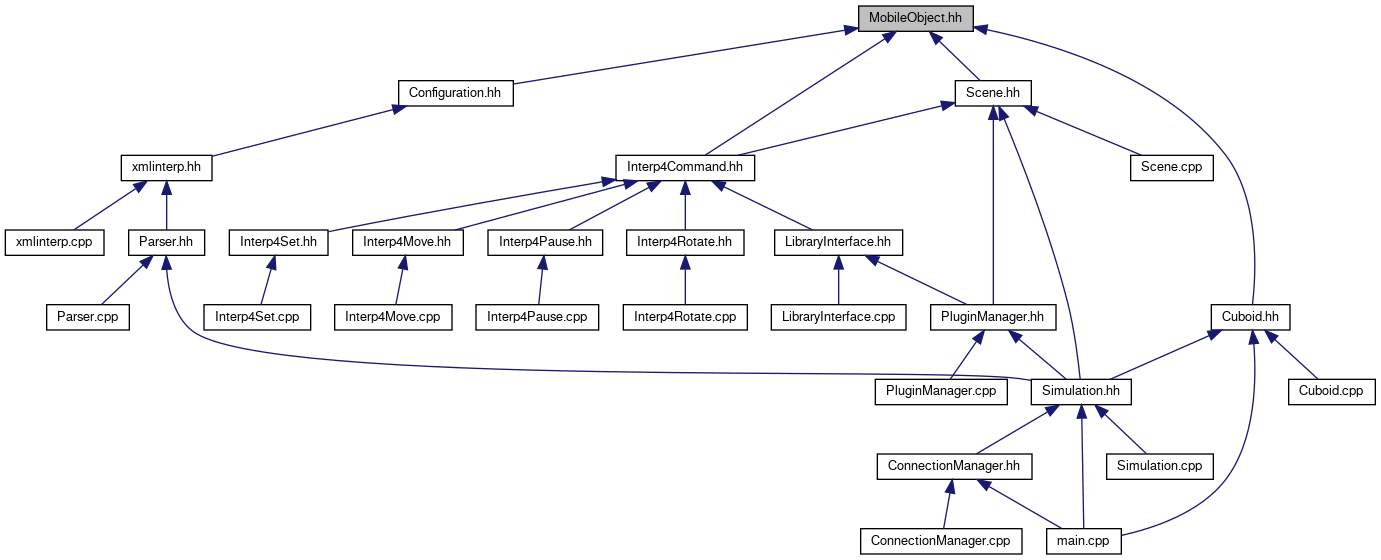 MobileObject.hh
Configuration.hh
Scene.hh
xmlinterp.hh
Interp4Command.hh
Scene.cpp
xmlinterp.cpp
Parser.hh
Interp4Set.hh
Interp4Move.hh
Interp4Pause.hh
Interp4Rotate.hh
LibraryInterface.hh
Parser.cpp
Interp4Set.cpp
Interp4Move.cpp
Interp4Pause.cpp
Interp4Rotate.cpp
LibraryInterface.cpp
PluginManager.hh
Cuboid.hh
PluginManager.cpp
Simulation.hh
Cuboid.cpp
ConnectionManager.hh
Simulation.cpp
ConnectionManager.cpp
main.cpp